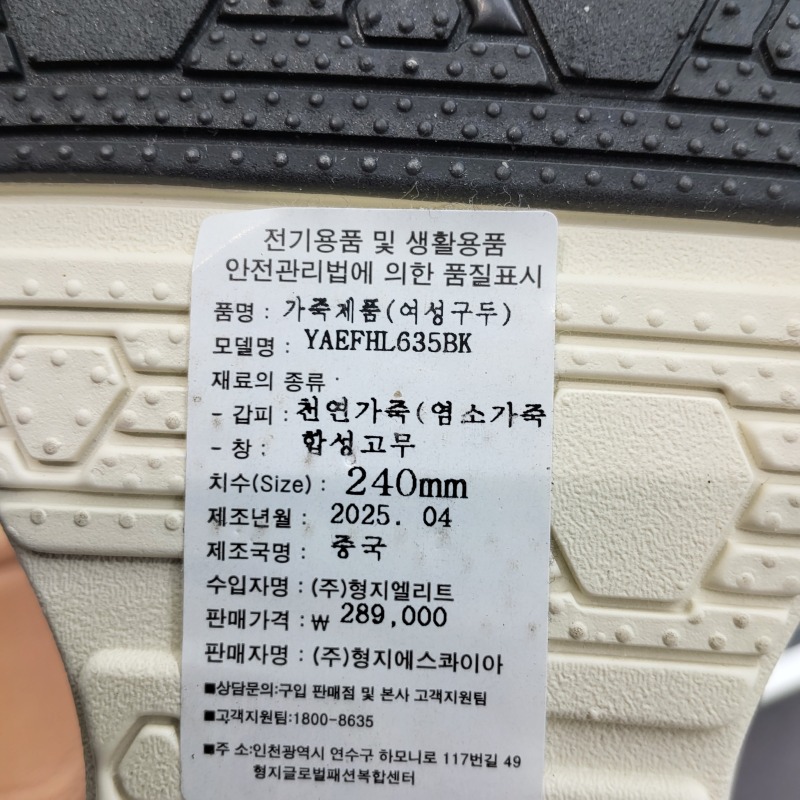 전기용품 및 생활용품
안전관리법에 의한 품질표시
품명 : 가죽제품(여성구두)
모델명 : YAEFHL635BK
재료의 종류
- 갑피 : 천연가죽(염소가죽
- 창 : 합성고무
치수(Size) : 240mm
제조년월 : 2025. 04
제조국명 : 중국
수입자명 : (주)형지엘리트
판매가격 : ₩ 289,000
판매자명 : (주)형지에스콰이아
■상담문의:구입 판매점 및 본사 고객지원팀
■고객지원팀:1800-8635
■주 소:인천광역시 연수구 하모니로 117번길 49
형지글로벌패션복합센터